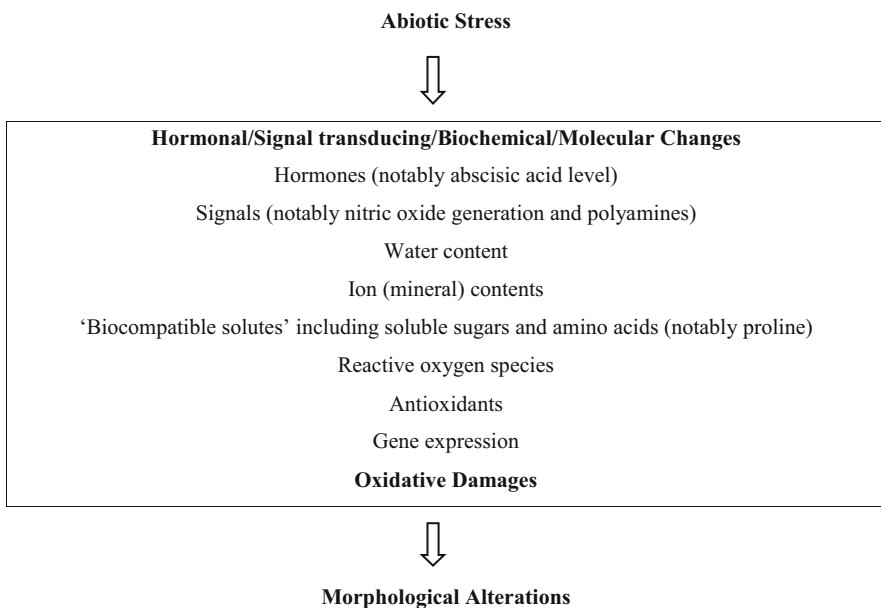 Abiotic Stress
Hormonal/Signal transducing/Biochemical/Molecular Changes
Hormones (notably abscisic acid level)
Signals (notably nitric oxide generation and polyamines)
Water content
Ion (mineral) contents
‘Biocompatible solutes’ including soluble sugars and amino acids (notably proline)
Reactive oxygen species
Antioxidants
Gene expression
Oxidative Damages
Morphological Alterations